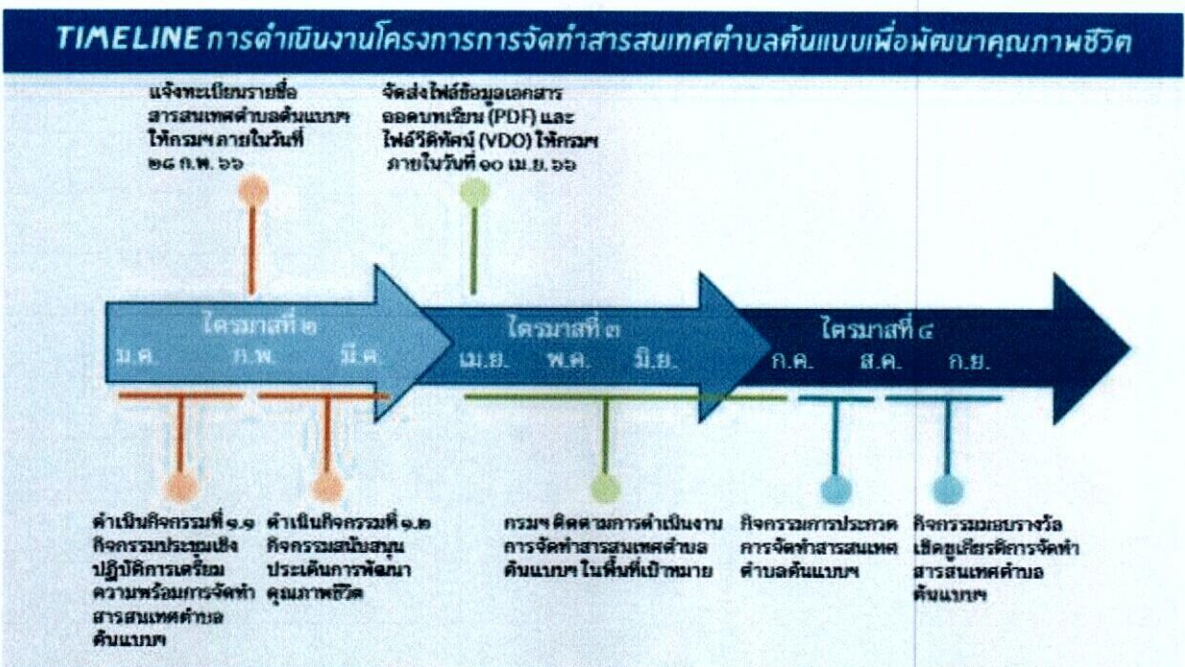 TIMELINE การดำเนินงานโครงการการจัดทำสารสนเทศตำบลต้นแบบเพื่อพัฒนาคุณภาพชีวิต
แจ้งทะเบียนรายชื่อ
สารสนเทศตำบลต้นแบบฯ
ให้กรมฯ ภายในวันที่
๒๘ ก.พ. ๖๖
จัดส่งไฟล์ข้อมูลเอกสาร
ถอดบทเรียน (PDF) และ
ไฟล์วีดิทัศน์ (VDO) ให้กรมฯ
ภายในวันที่ ๑๐ เม.ย. ๖๖
ไตรมาสที่ ๒
ม.ค. ก.พ. มี.ค.
ไตรมาสที่ ๓
เม.ย. พ.ค. มิ.ย.
ไตรมาสที่ ๔
ก.ค. ส.ค. ก.ย.
ดำเนินกิจกรรมที่ ๑.๑
กิจกรรมประชุมเชิง
ปฏิบัติการเตรียม
ความพร้อมการจัดทำ
สารสนเทศตำบล
ต้นแบบฯ
ดำเนินกิจกรรมที่ ๑.๒
กิจกรรมสนับสนุน
ประเด็นการพัฒนา
คุณภาพชีวิต
กรมฯ ติดตามการดำเนินงาน
การจัดทำสารสนเทศตำบล
ต้นแบบฯ ในพื้นที่เป้าหมาย
กิจกรรมการประกวด
การจัดทำสารสนเทศ
ตำบลต้นแบบฯ
กิจกรรมมอบรางวัล
เชิดชูเกียรติการจัดทำ
สารสนเทศตำบล
ต้นแบบฯ